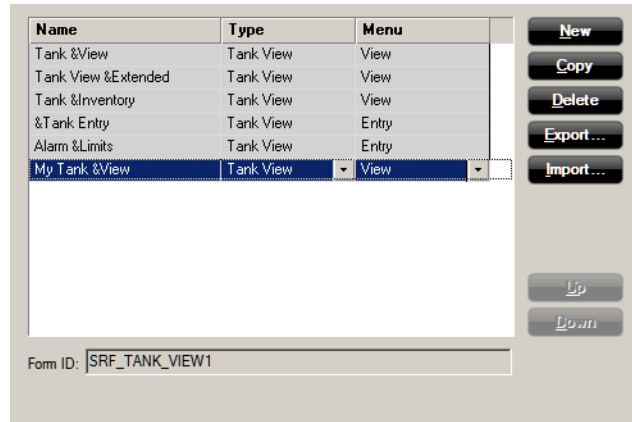 Name Type Menu
Tank &View Tank View View
Tank View &Extended Tank View View
Tank &Inventory Tank View View
&Tank Entry Tank View Entry
Alarm &Limits Tank View Entry
My Tank &View Tank View View
New
Copy
Delete
Export...
Import...
Up
Down
Form ID: SRF_TANK_VIEW1